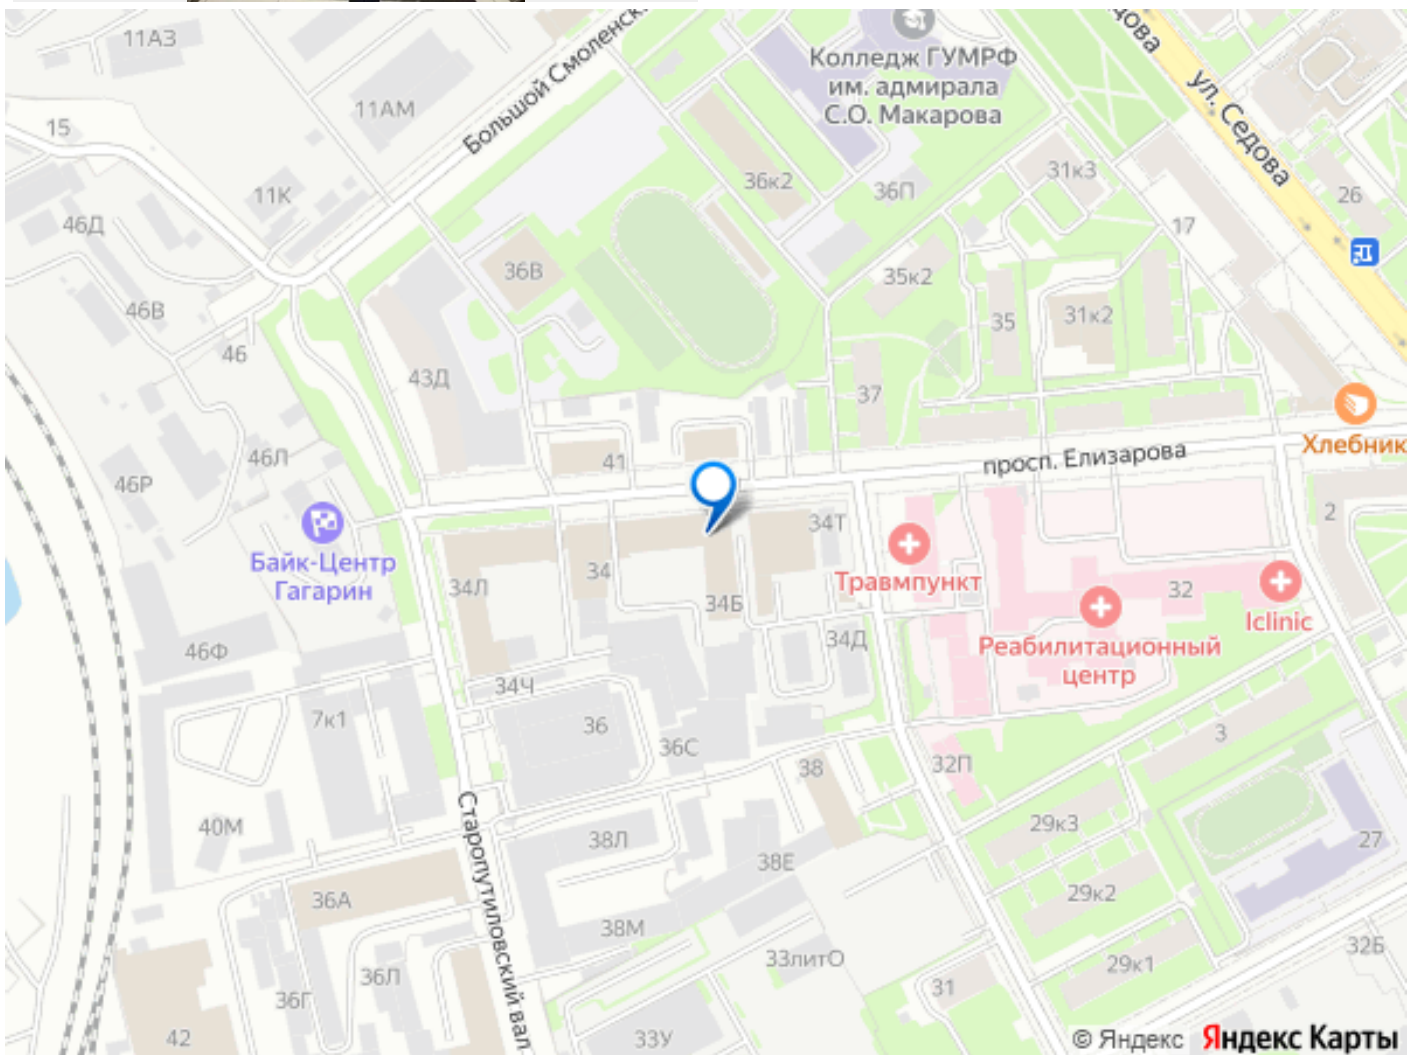 11АЗ
Большой Смоленск
дова
Колледж ГУМРФ
им. адмирала
С.О. Макарова
ул. Седова
11АМ
15
11К
36к2
36П
31к3
26
46Д
17
36В
35к2
46В
35
31к2
46
43Д
37
Хлебник
просп. Елизарова
41
46Л
46Р
2
34Т
Байк-Центр
Гагарин
Травмпункт
34
34Л
34Б
32
Iclinic
Реабилитационный
центр
34Д
46Ф
34Ч
7к1
36
36С
3
38
32П
Старопутиловский вал
40М
38Л
29к3
27
38Е
36А
29к2
38М
32Б
33литО
29к1
36Л
36Г
31
42
33У
© Яндекс Яндекс Карты